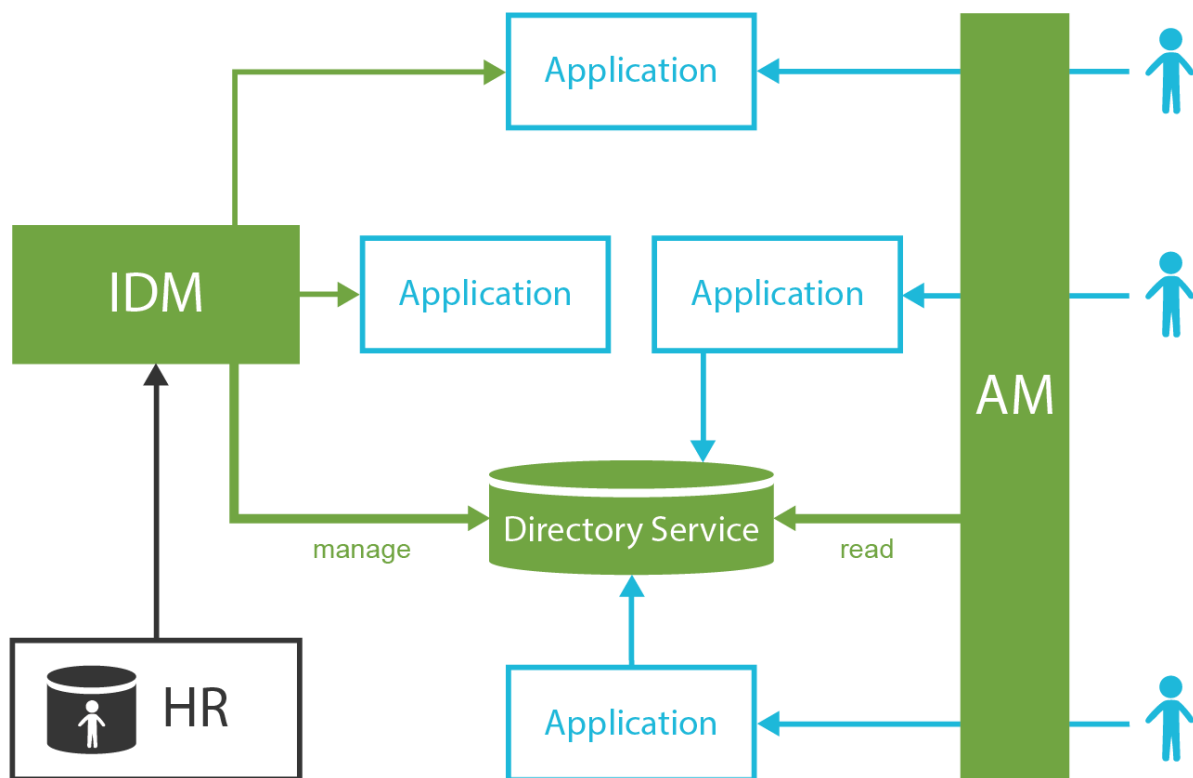 Application
IDM
Application
Application
AM
Directory Service
manage
read
HR
Application